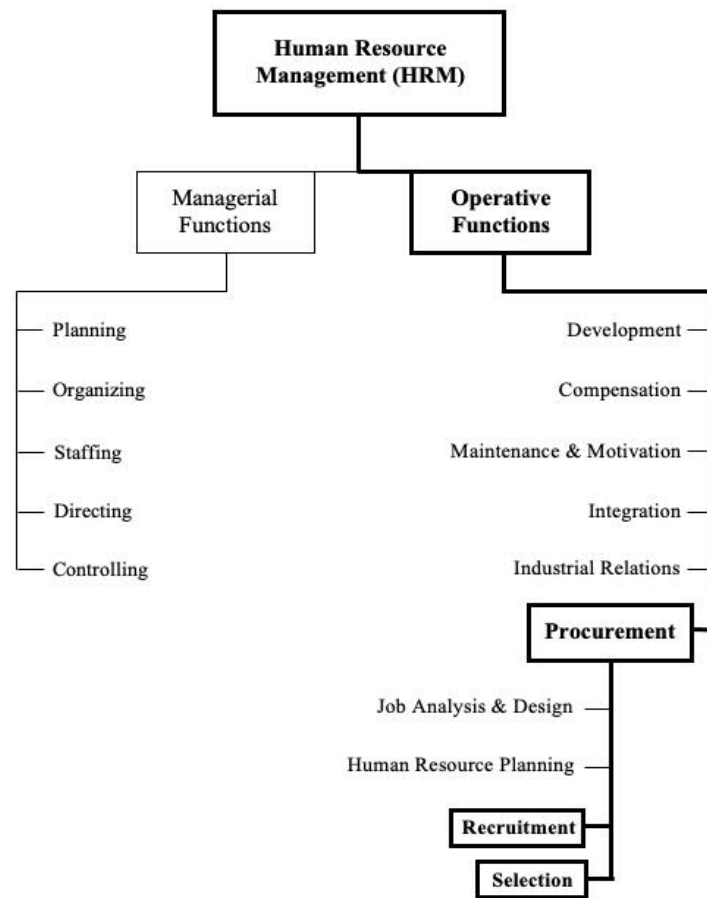 Human Resource
Management (HRM)
Managerial
Functions
Operative
Functions
Planning
Organizing
Staffing
Directing
Controlling
Development
Compensation
Maintenance & Motivation
Integration
Industrial Relations
Procurement
Job Analysis & Design
Human Resource Planning
Recruitment
Selection